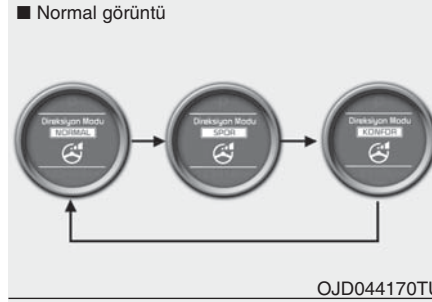 ■ Normal görüntü
Direksiyon Modu
NORMAL
Direksiyon Modu
SPOR
Direksiyon Modu
KONFOR
OJD044170TU